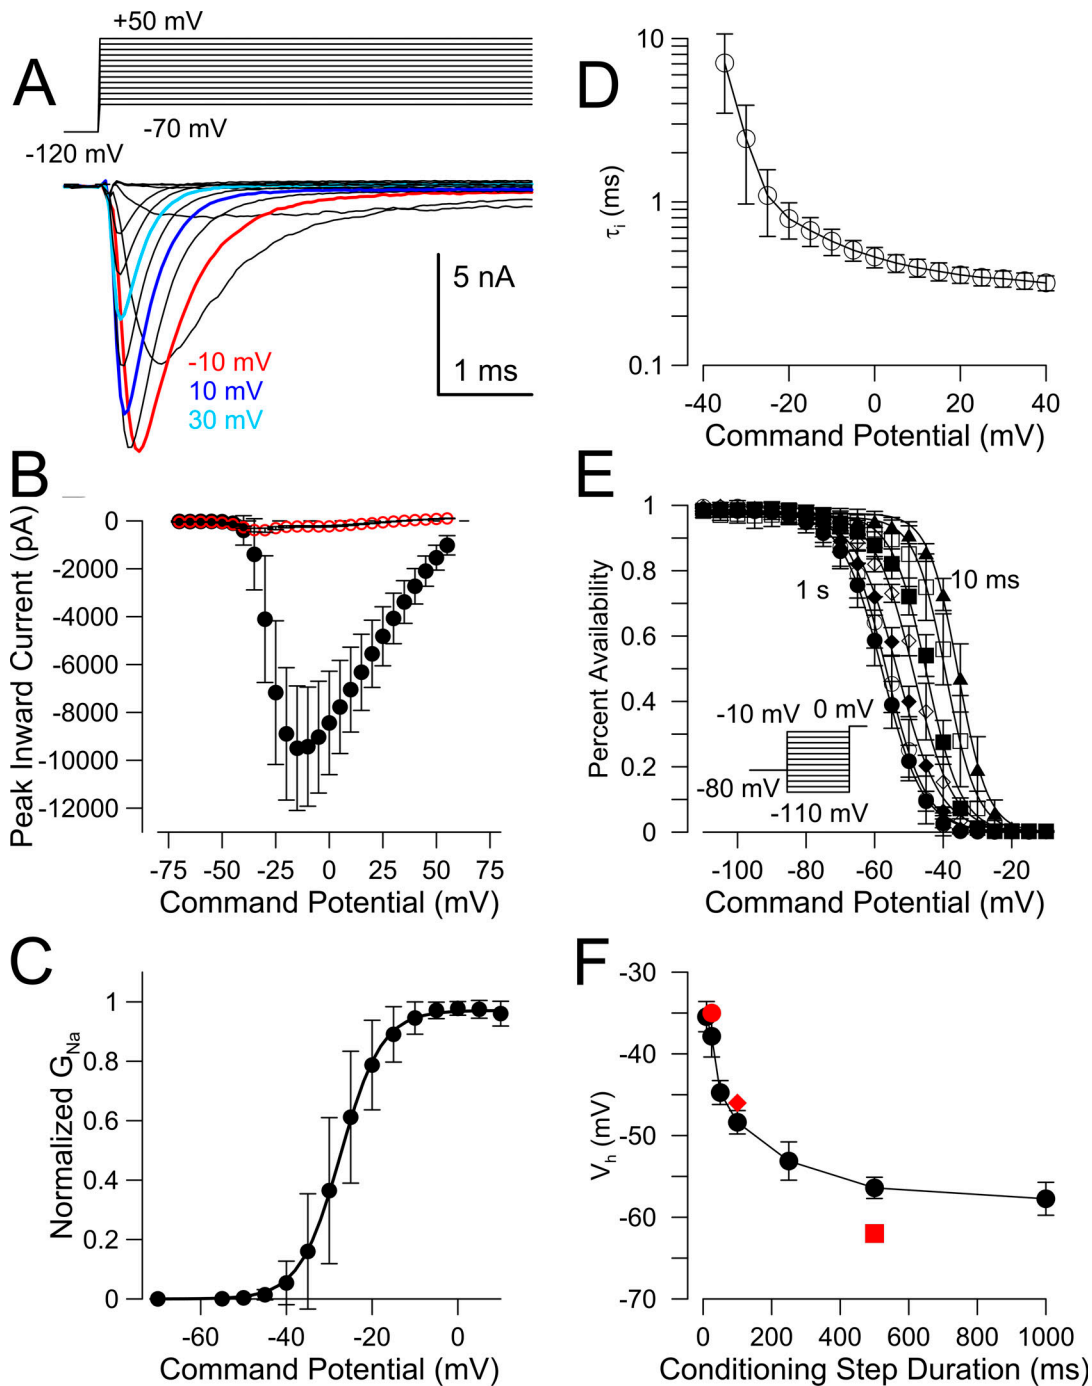 A
+50 mV
-70 mV
-120 mV
5 nA
1 ms
-10 mV
10 mV
30 mV
B
Peak Inward Current (pA)
0
-2000
-4000
-6000
-8000
-10000
-12000
-75 -50 -25 0 25 50 75
Command Potential (mV)
C
Normalized GNa
1
0.8
0.6
0.4
0.2
0
-60 -40 -20 0
Command Potential (mV)
D
τi (ms)
10
1
0.1
-40 -20 0 20 40
Command Potential (mV)
E
Percent Availability
1
0.8
0.6
0.4
0.2
0
1 s
10 ms
-10 mV
0 mV
-80 mV
-110 mV
-100 -80 -60 -40 -20
Command Potential (mV)
F
Vh (mV)
-30
-40
-50
-60
-70
0 200 400 600 800 1000
Conditioning Step Duration (ms)